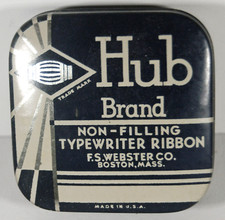 TRADE MARK
Hub
Brand
NON-FILLING
TYPEWRITER RIBBON
F.S. WEBSTER CO.
BOSTON, MASS.
MADE IN U.S.A.